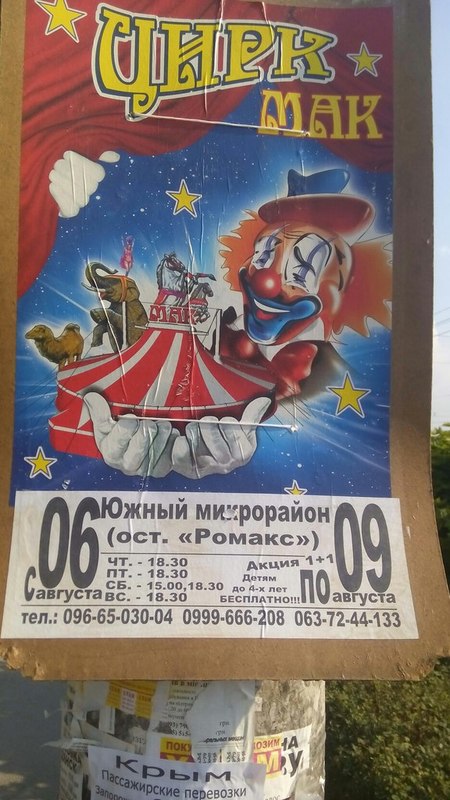 ЦИРК
МАК
МАК
с 06 августа
Южный микрорайон
(ост. «Ромакс»)
ЧТ. - 18.30
ПТ. - 18.30
СБ. - 15.00,18.30
ВС. - 18.30
Акция 1+1
Детям
до 4-х лет
БЕСПЛАТНО!!!
по 09 августа
тел.: 096-65-030-04 0999-666-208 063-72-44-133
грн
грн
Крым
Пассажирские перевозки